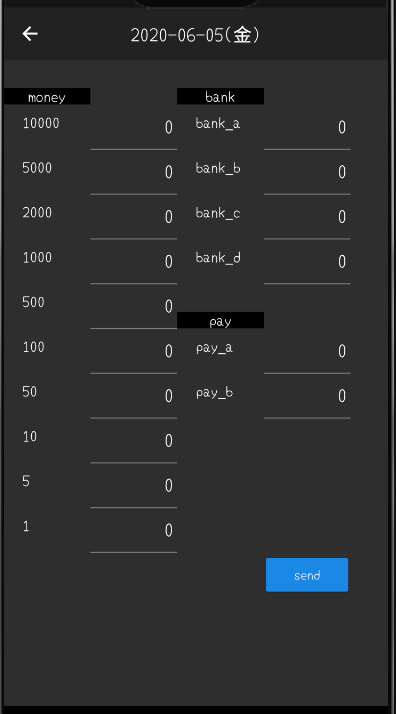 2020-06-05(金)
money bank
10000 0 bank_a 0
5000 0 bank_b 0
2000 0 bank_c 0
1000 0 bank_d 0
500 0
pay
100 0 pay_a 0
50 0 pay_b 0
10 0
5 0
1 0
send